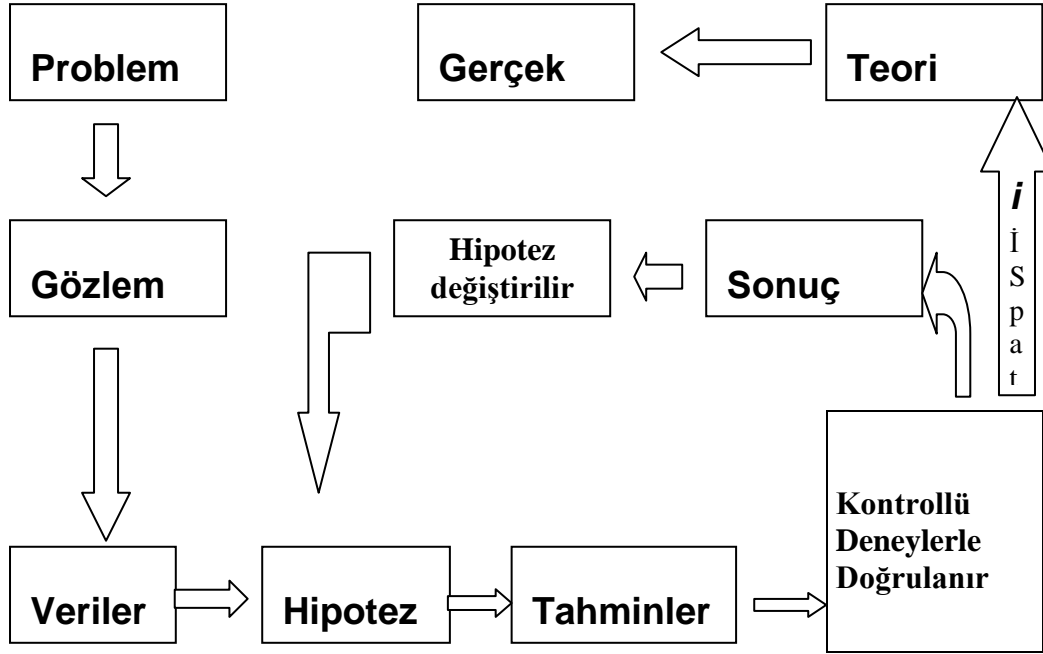 Problem
Gerçek
Teori
Gözlem
Hipotez
değiştirilir
Sonuç
i
İ
S
p
a
t
Veriler
Hipotez
Tahminler
Kontrollü
Deneylerle
Doğrulanır